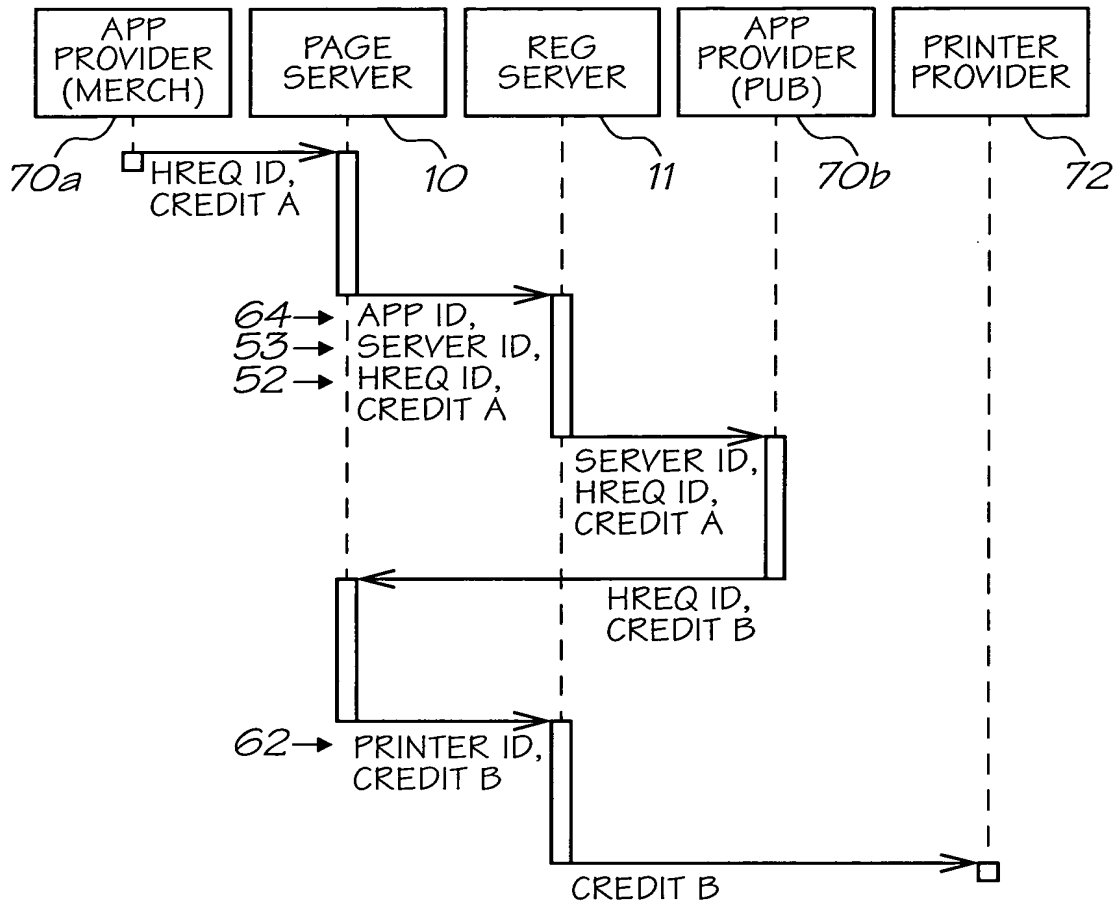 APP
PROVIDER
(MERCH)
PAGE
SERVER
REG
SERVER
APP
PROVIDER
(PUB)
PRINTER
PROVIDER
70a
10
11
70b
72
HREQ ID,
CREDIT A
64
APP ID,
53
SERVER ID,
52
HREQ ID,
CREDIT A
SERVER ID,
HREQ ID,
CREDIT A
HREQ ID,
CREDIT B
62
PRINTER ID,
CREDIT B
CREDIT B